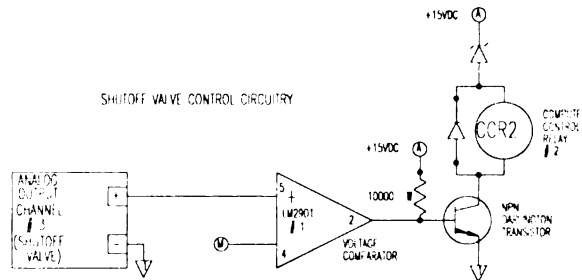 +15VDC
A
SHUTOFF VALVE CONTROL CIRCUITRY
CCR2
COMPUTE
CONTROL
RELAY
# 2
+15VDC
A
ANALOG
OUTPUT
CHANNEL
# 3
(SHUTOFF
VALVE)
+
-
5
+
LM2901
# 1
2
4
M
VOLTAGE
COMPARATOR
1000Ω
NPN
DARLINGTON
TRANSISTOR